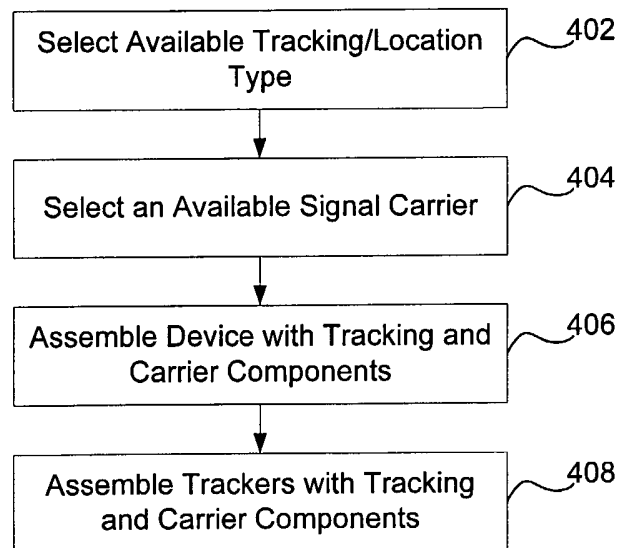 Select Available Tracking/Location
Type
402
Select an Available Signal Carrier
404
Assemble Device with Tracking and
Carrier Components
406
Assemble Trackers with Tracking
and Carrier Components
408